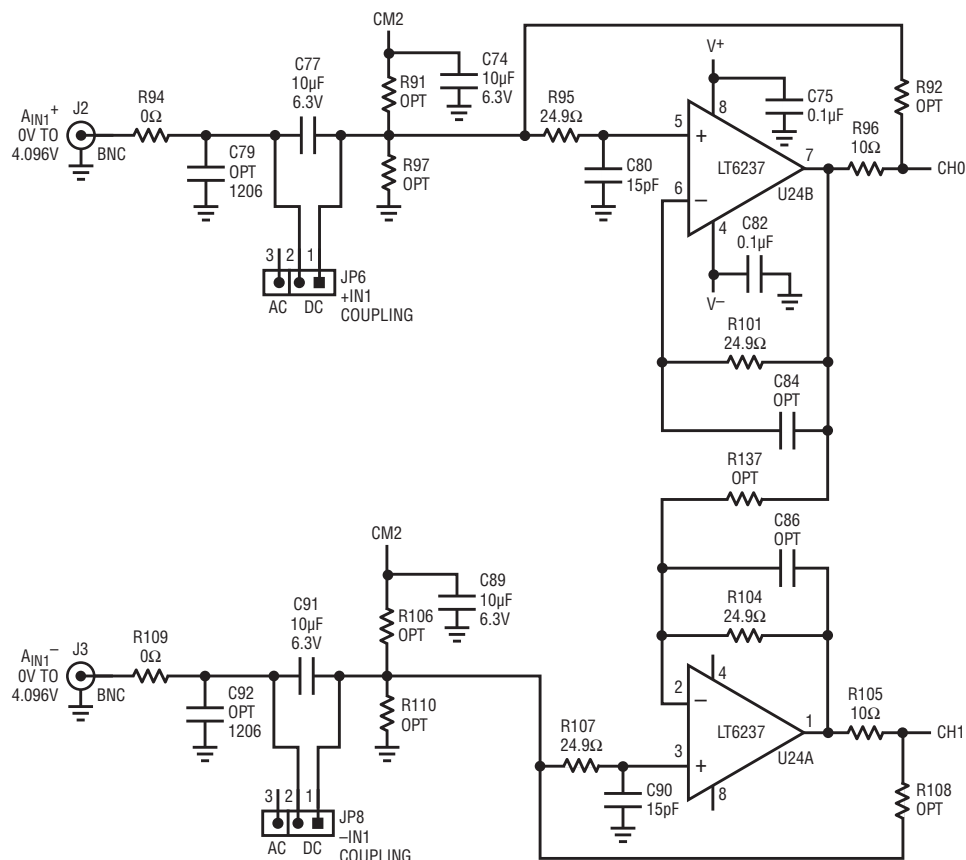 CM2
C74
10µF
6.3V
C77
10µF
6.3V
R91
OPT
J2
AIN1+
0V TO
4.096V
BNC
R94
0Ω
C79
OPT
1206
R97
OPT
R95
24.9Ω
C80
15pF
V+
8
C75
0.1µF
R92
OPT
5
+
6
–
LT6237
7
U24B
R96
10Ω
CH0
4
C82
0.1µF
V–
3
2
1
AC
DC
JP6
+IN1
COUPLING
R101
24.9Ω
C84
OPT
R137
OPT
C86
OPT
R104
24.9Ω
CM2
C89
10µF
6.3V
C91
10µF
6.3V
R106
OPT
J3
AIN1–
0V TO
4.096V
BNC
R109
0Ω
C92
OPT
1206
R110
OPT
R107
24.9Ω
C90
15pF
4
2
–
3
+
LT6237
1
U24A
8
R105
10Ω
CH1
R108
OPT
3
2
1
AC
DC
JP8
–IN1
COUPLING